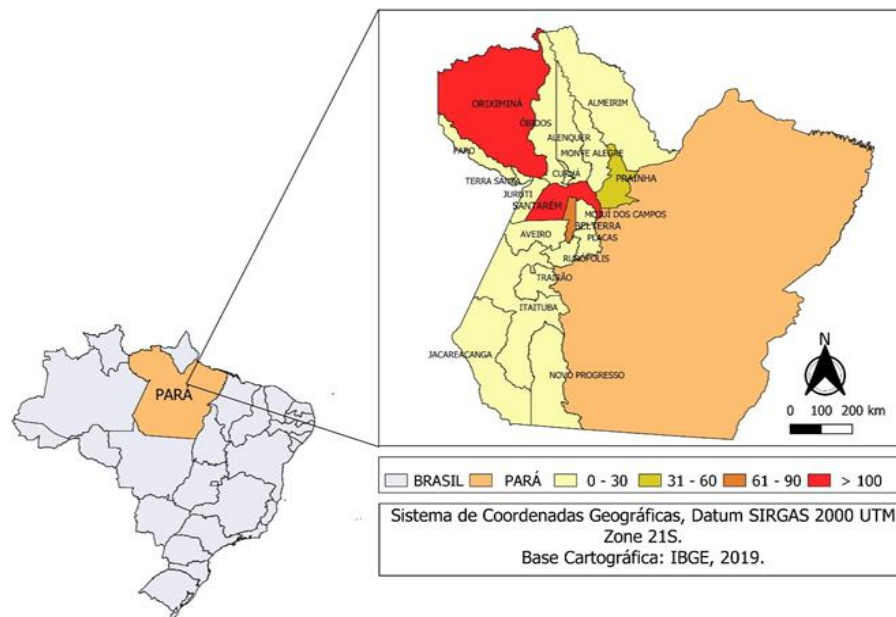 ORIXIMINÁ
ÓBIDOS
ALMEIRIM
ALENQUER
MONTE ALEGRE
FARO
TERRA SANTA
CURUÁ
PRAINHA
JURUTI
SANTARÉM
MOJUÍ DOS CAMPOS
BELTERRA
AVEIRO
PLACAS
RURÓPOLIS
TRAIRÃO
ITAITUBA
JACAREACANGA
NOVO PROGRESSO
N
0 100 200 km
PARÁ
BRASIL PARÁ 0 - 30 31 - 60 61 - 90 > 100
Sistema de Coordenadas Geográficas, Datum SIRGAS 2000 UTM
Zone 21S.
Base Cartográfica: IBGE, 2019.